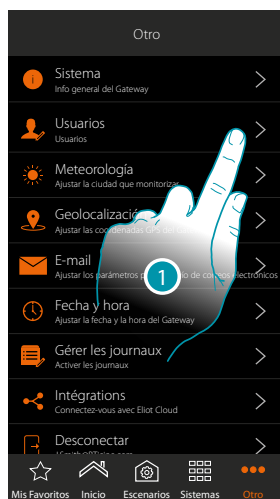 Otro
Sistema
Info general del Gateway
Usuarios
Usuarios
Meteorología
Ajustar la ciudad que monitorizar
Geolocalizació
Ajustar las coordenadas GPS del G
E-mail
Ajustar los parámetros p de correos electrónicos
1
Fecha y hora
Ajustar la fecha y la hora del Gateway
Gérer les journaux
Activer les journaux
Intégrations
Connectez-vous avec Eliot Cloud
Desconectar
Mis Favoritos Inicio Escenarios Sistemas Otro